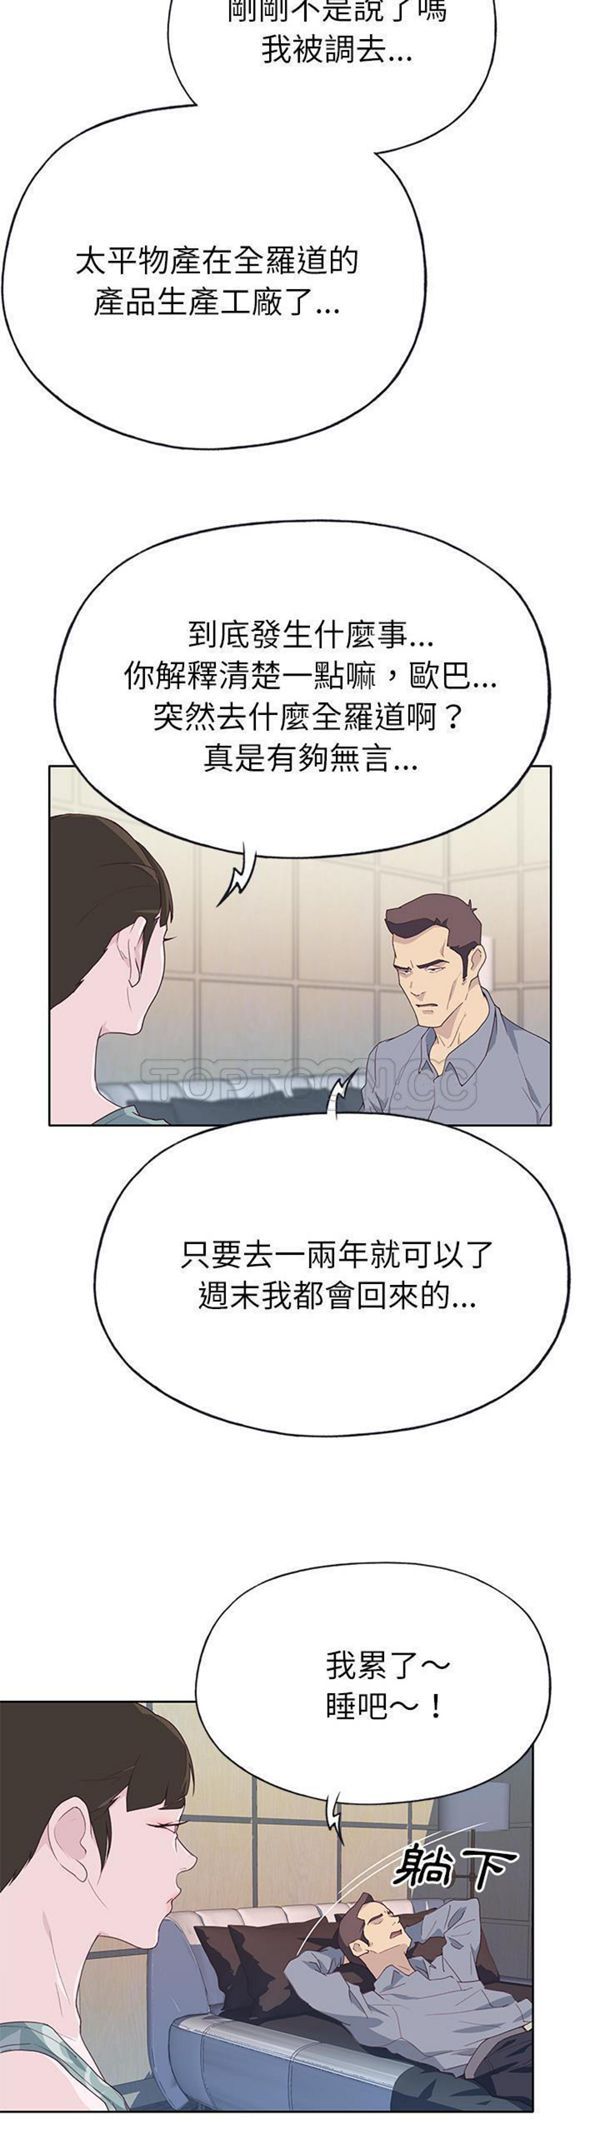 剛剛不是說了嗎
我被調去...
太平物產在全羅道的
產品生產工廠了...
到底發生什麼事...
你解釋清楚一點嘛，歐巴...
突然去什麼全羅道啊？
真是有夠無言...
TOPTOON.CC
只要去一兩年就可以了
週末我都會回來的...
我累了～
睡吧～！
躺下